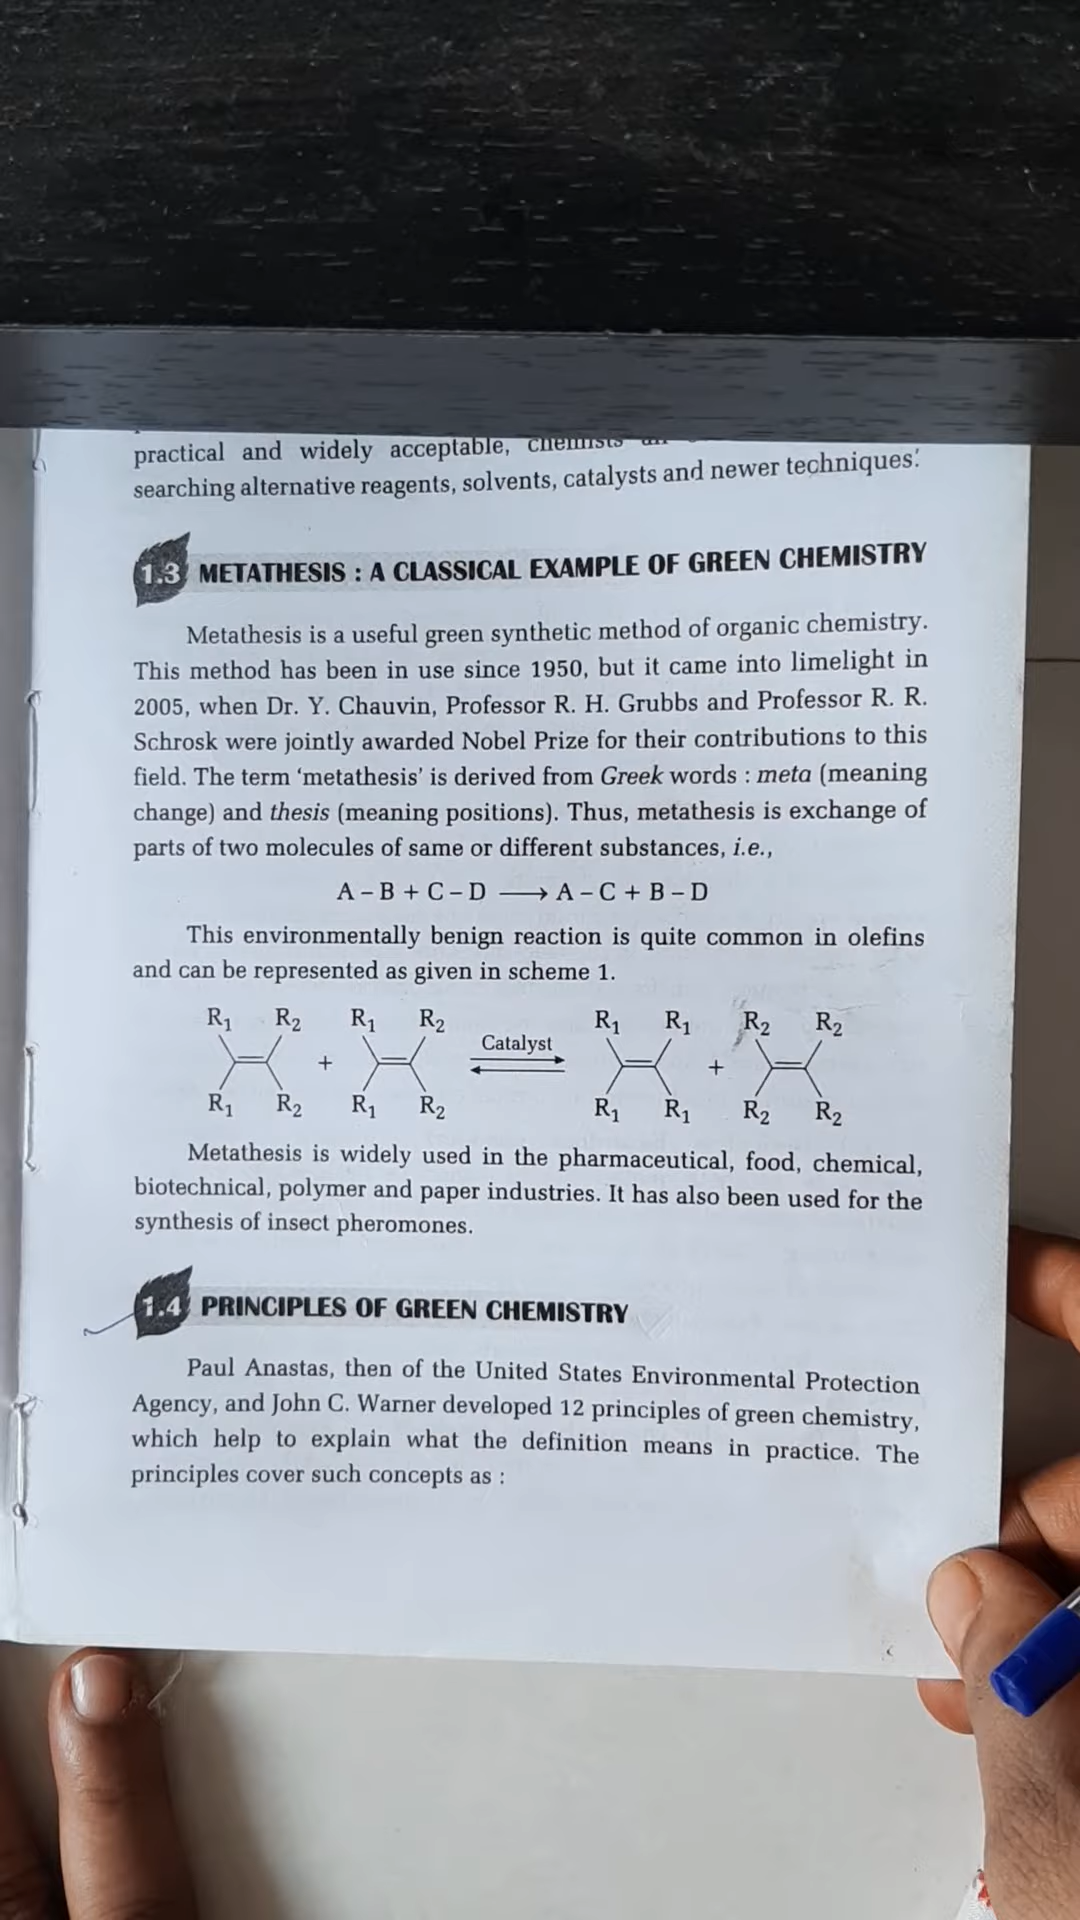 practical and widely acceptable, chemists
searching alternative reagents, solvents, catalysts and newer techniques.
1.3 METATHESIS : A CLASSICAL EXAMPLE OF GREEN CHEMISTRY
Metathesis is a useful green synthetic method of organic chemistry.
This method has been in use since 1950, but it came into limelight in
2005, when Dr. Y. Chauvin, Professor R. H. Grubbs and Professor R. R.
Schrosk were jointly awarded Nobel Prize for their contributions to this
field. The term ‘metathesis’ is derived from Greek words : meta (meaning
change) and thesis (meaning positions). Thus, metathesis is exchange of
parts of two molecules of same or different substances, i.e.,
A – B + C – D ⟶ A – C + B – D
This environmentally benign reaction is quite common in olefins
and can be represented as given in scheme 1.
R₁ R₂ R₁ R₂ R₁ R₁ R₂ R₂
+ Catalyst ⇌ +
R₁ R₂ R₁ R₂ R₁ R₁ R₂ R₂
Metathesis is widely used in the pharmaceutical, food, chemical,
biotechnical, polymer and paper industries. It has also been used for the
synthesis of insect pheromones.
1.4 PRINCIPLES OF GREEN CHEMISTRY
Paul Anastas, then of the United States Environmental Protection
Agency, and John C. Warner developed 12 principles of green chemistry,
which help to explain what the definition means in practice. The
principles cover such concepts as :